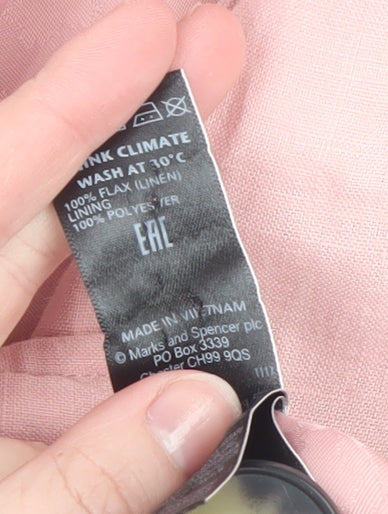 INK CLIMATE
WASH AT 30°C
100% FLAX (LINEN)
LINING
100% POLYESTER
EAC
MADE IN VIETNAM
© Marks and Spencer plc
PO Box 3339
Chester CH99 9QS